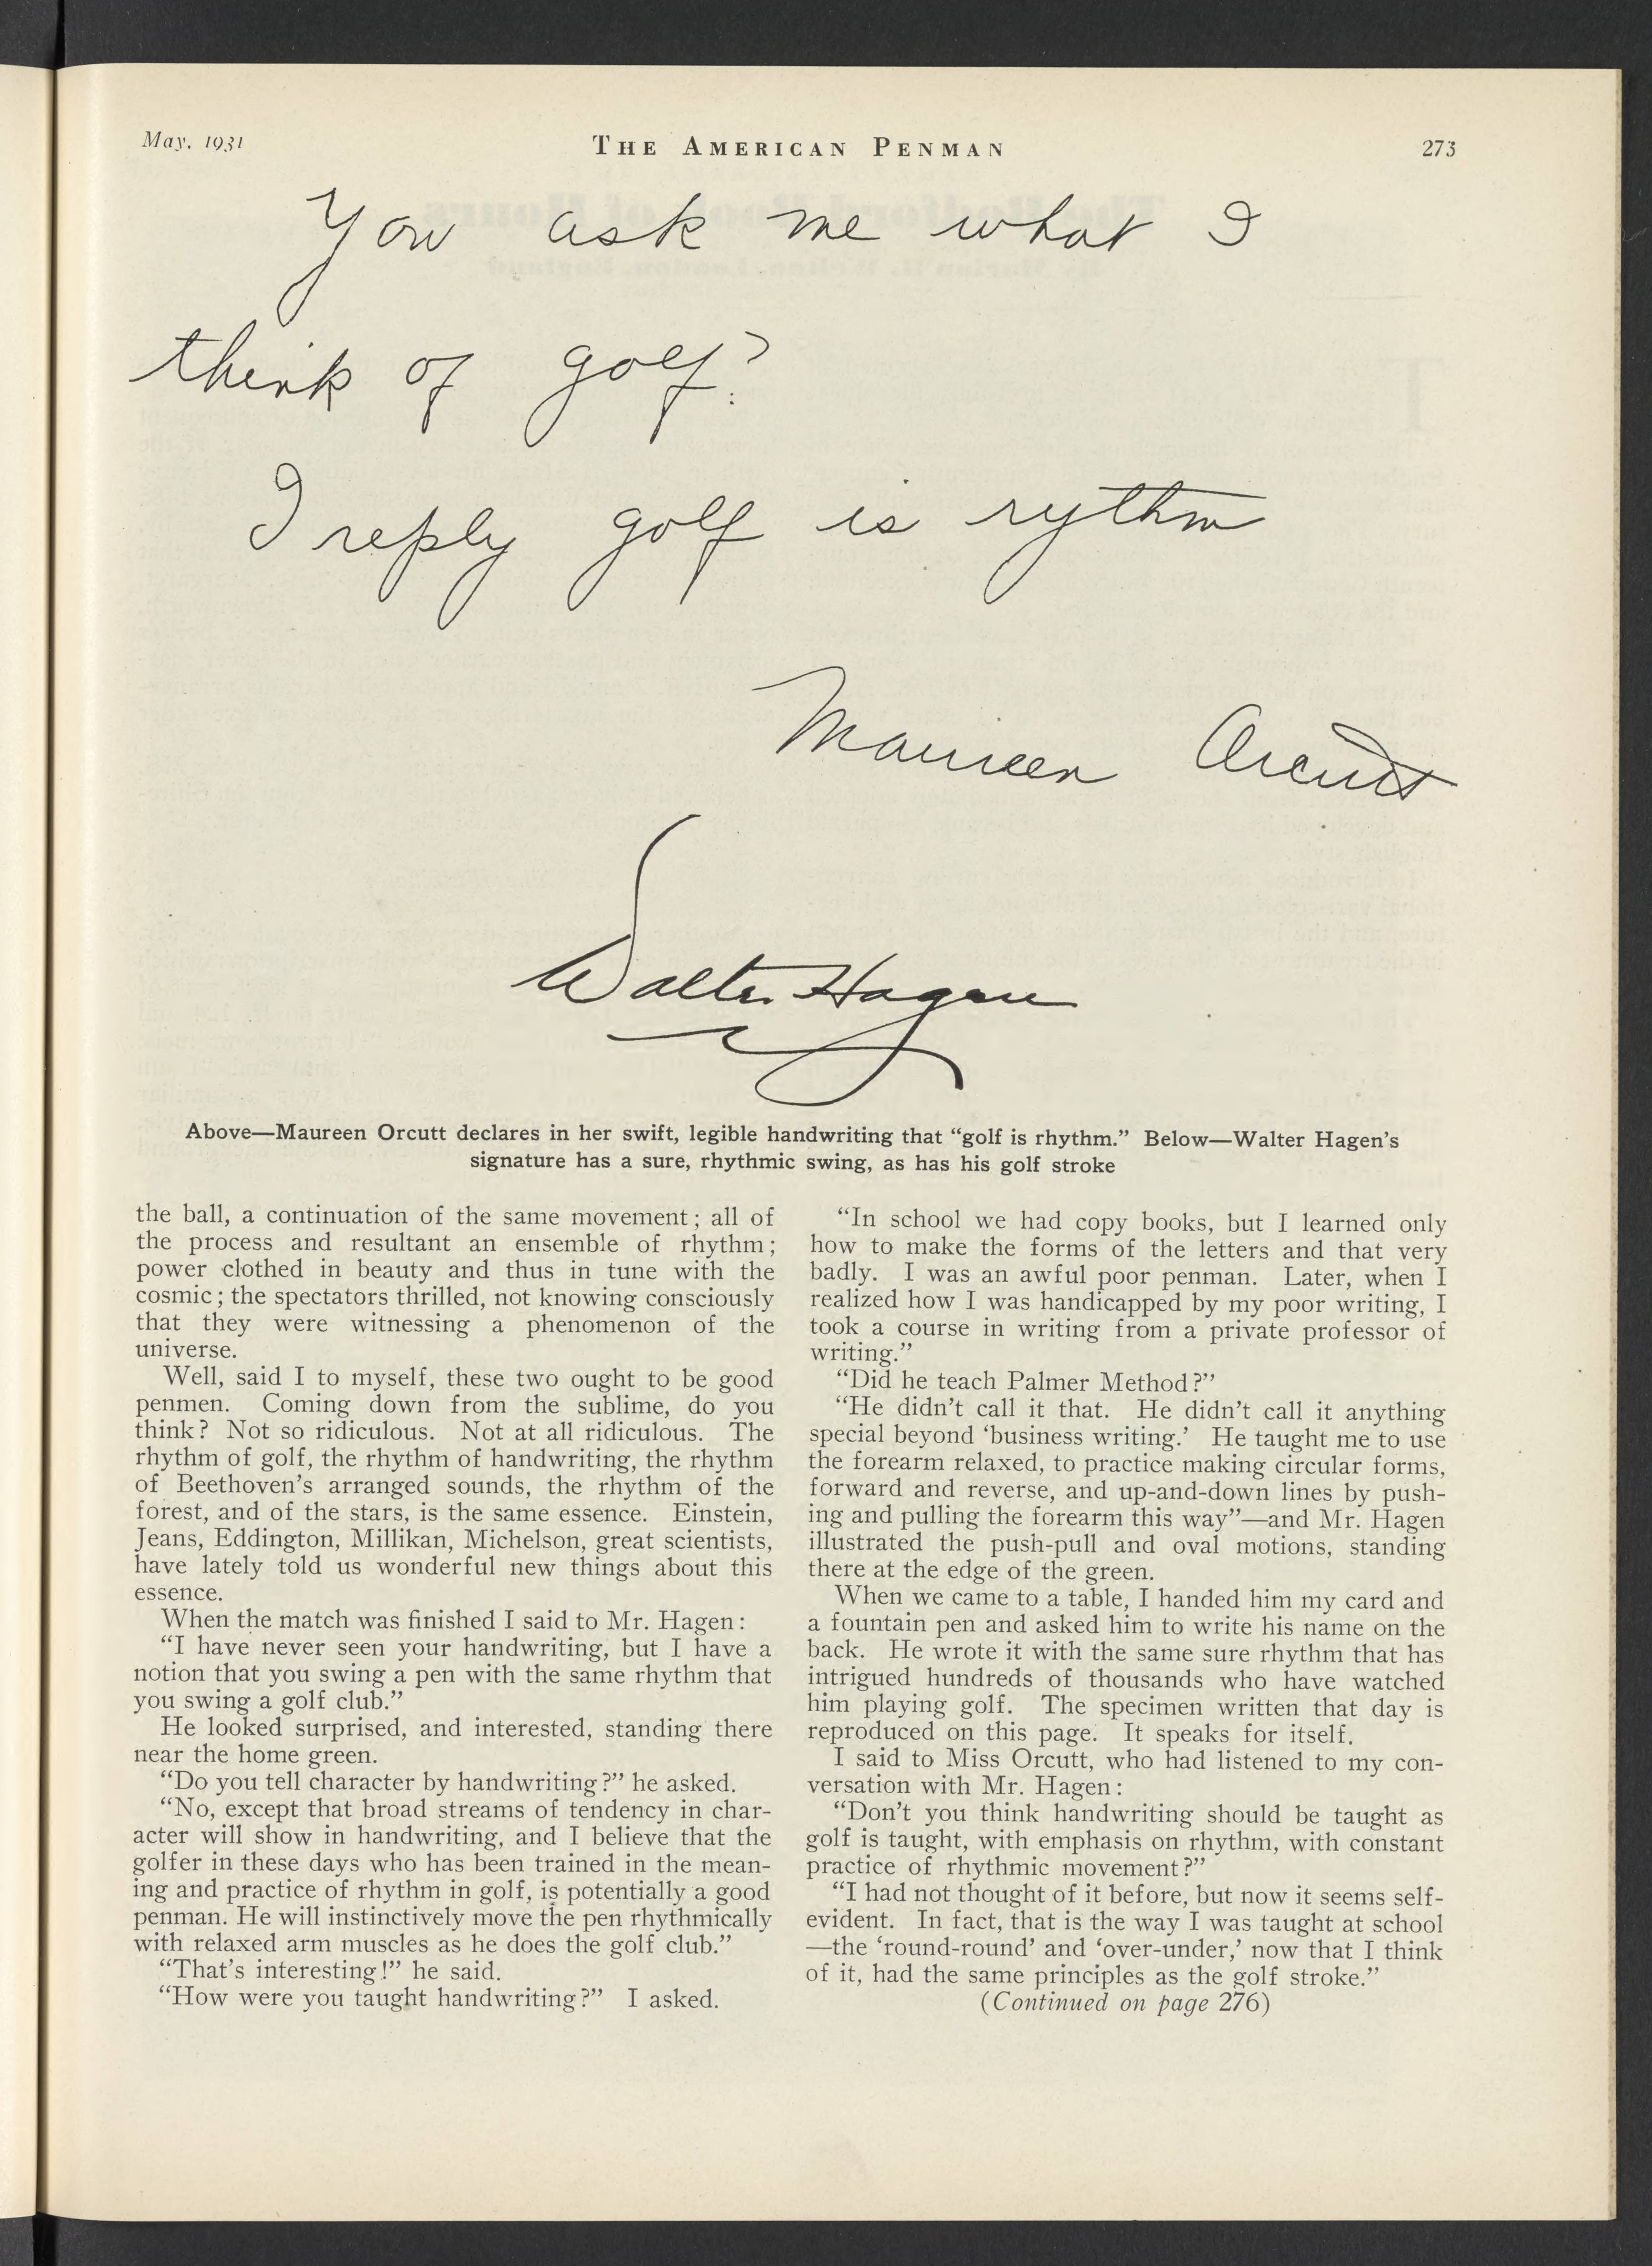 May, 1931
THE AMERICAN PENMAN
273
You ask me what I
think of golf?
I reply golf is rythm
Maureen Orcutt
Walter Hagen
Above—Maureen Orcutt declares in her swift, legible handwriting that “golf is rhythm.” Below—Walter Hagen’s
signature has a sure, rhythmic swing, as has his golf stroke
the ball, a continuation of the same movement; all of
the process and resultant an ensemble of rhythm;
power clothed in beauty and thus in tune with the
cosmic; the spectators thrilled, not knowing consciously
that they were witnessing a phenomenon of the
universe.
Well, said I to myself, these two ought to be good
penmen. Coming down from the sublime, do you
think? Not so ridiculous. Not at all ridiculous. The
rhythm of golf, the rhythm of handwriting, the rhythm
of Beethoven’s arranged sounds, the rhythm of the
forest, and of the stars, is the same essence. Einstein,
Jeans, Eddington, Millikan, Michelson, great scientists,
have lately told us wonderful new things about this
essence.
When the match was finished I said to Mr. Hagen:
“I have never seen your handwriting, but I have a
notion that you swing a pen with the same rhythm that
you swing a golf club.”
He looked surprised, and interested, standing there
near the home green.
“Do you tell character by handwriting?” he asked.
“No, except that broad streams of tendency in char-
acter will show in handwriting, and I believe that the
golfer in these days who has been trained in the mean-
ing and practice of rhythm in golf, is potentially a good
penman. He will instinctively move the pen rhythmically
with relaxed arm muscles as he does the golf club.”
“That’s interesting!” he said.
“How were you taught handwriting?” I asked.
“In school we had copy books, but I learned only
how to make the forms of the letters and that very
badly. I was an awful poor penman. Later, when I
realized how I was handicapped by my poor writing, I
took a course in writing from a private professor of
writing.”
“Did he teach Palmer Method?”
“He didn’t call it that. He didn’t call it anything
special beyond ‘business writing.’ He taught me to use
the forearm relaxed, to practice making circular forms,
forward and reverse, and up-and-down lines by push-
ing and pulling the forearm this way”—and Mr. Hagen
illustrated the push-pull and oval motions, standing
there at the edge of the green.
When we came to a table, I handed him my card and
a fountain pen and asked him to write his name on the
back. He wrote it with the same sure rhythm that has
intrigued hundreds of thousands who have watched
him playing golf. The specimen written that day is
reproduced on this page. It speaks for itself.
I said to Miss Orcutt, who had listened to my con-
versation with Mr. Hagen:
“Don’t you think handwriting should be taught as
golf is taught, with emphasis on rhythm, with constant
practice of rhythmic movement?”
“I had not thought of it before, but now it seems self-
evident. In fact, that is the way I was taught at school
—the ‘round-round’ and ‘over-under,’ now that I think
of it, had the same principles as the golf stroke.”
(Continued on page 276)